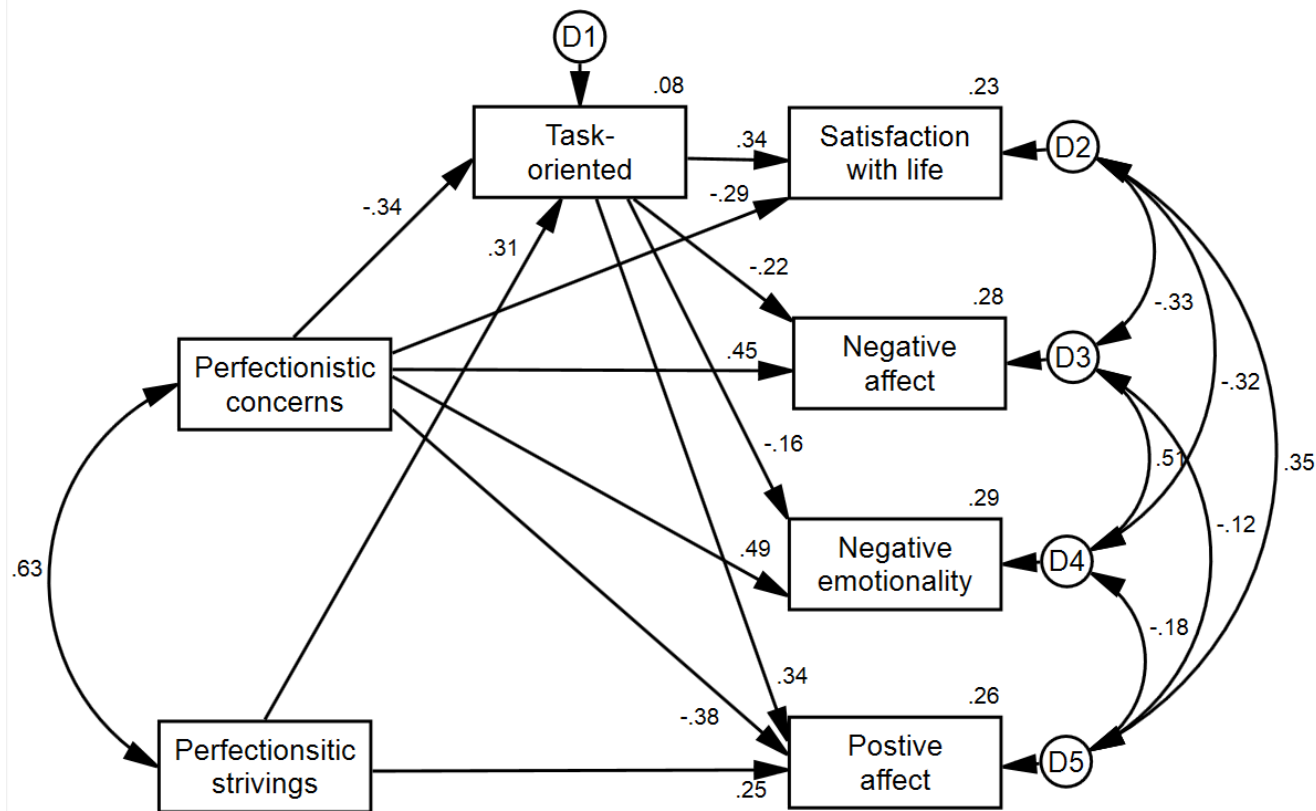 D1
.08
.23
Task-
oriented
.34
Satisfaction
with life
D2
-.34
-.29
.31
-.22
.28
-.33
Perfectionistic
concerns
.45
Negative
affect
D3
-.32
-.16
.51
.35
.29
-.12
.63
.49
Negative
emotionality
D4
-.18
.34
.26
-.38
Perfectionsitic
strivings
.25
Postive
affect
D5